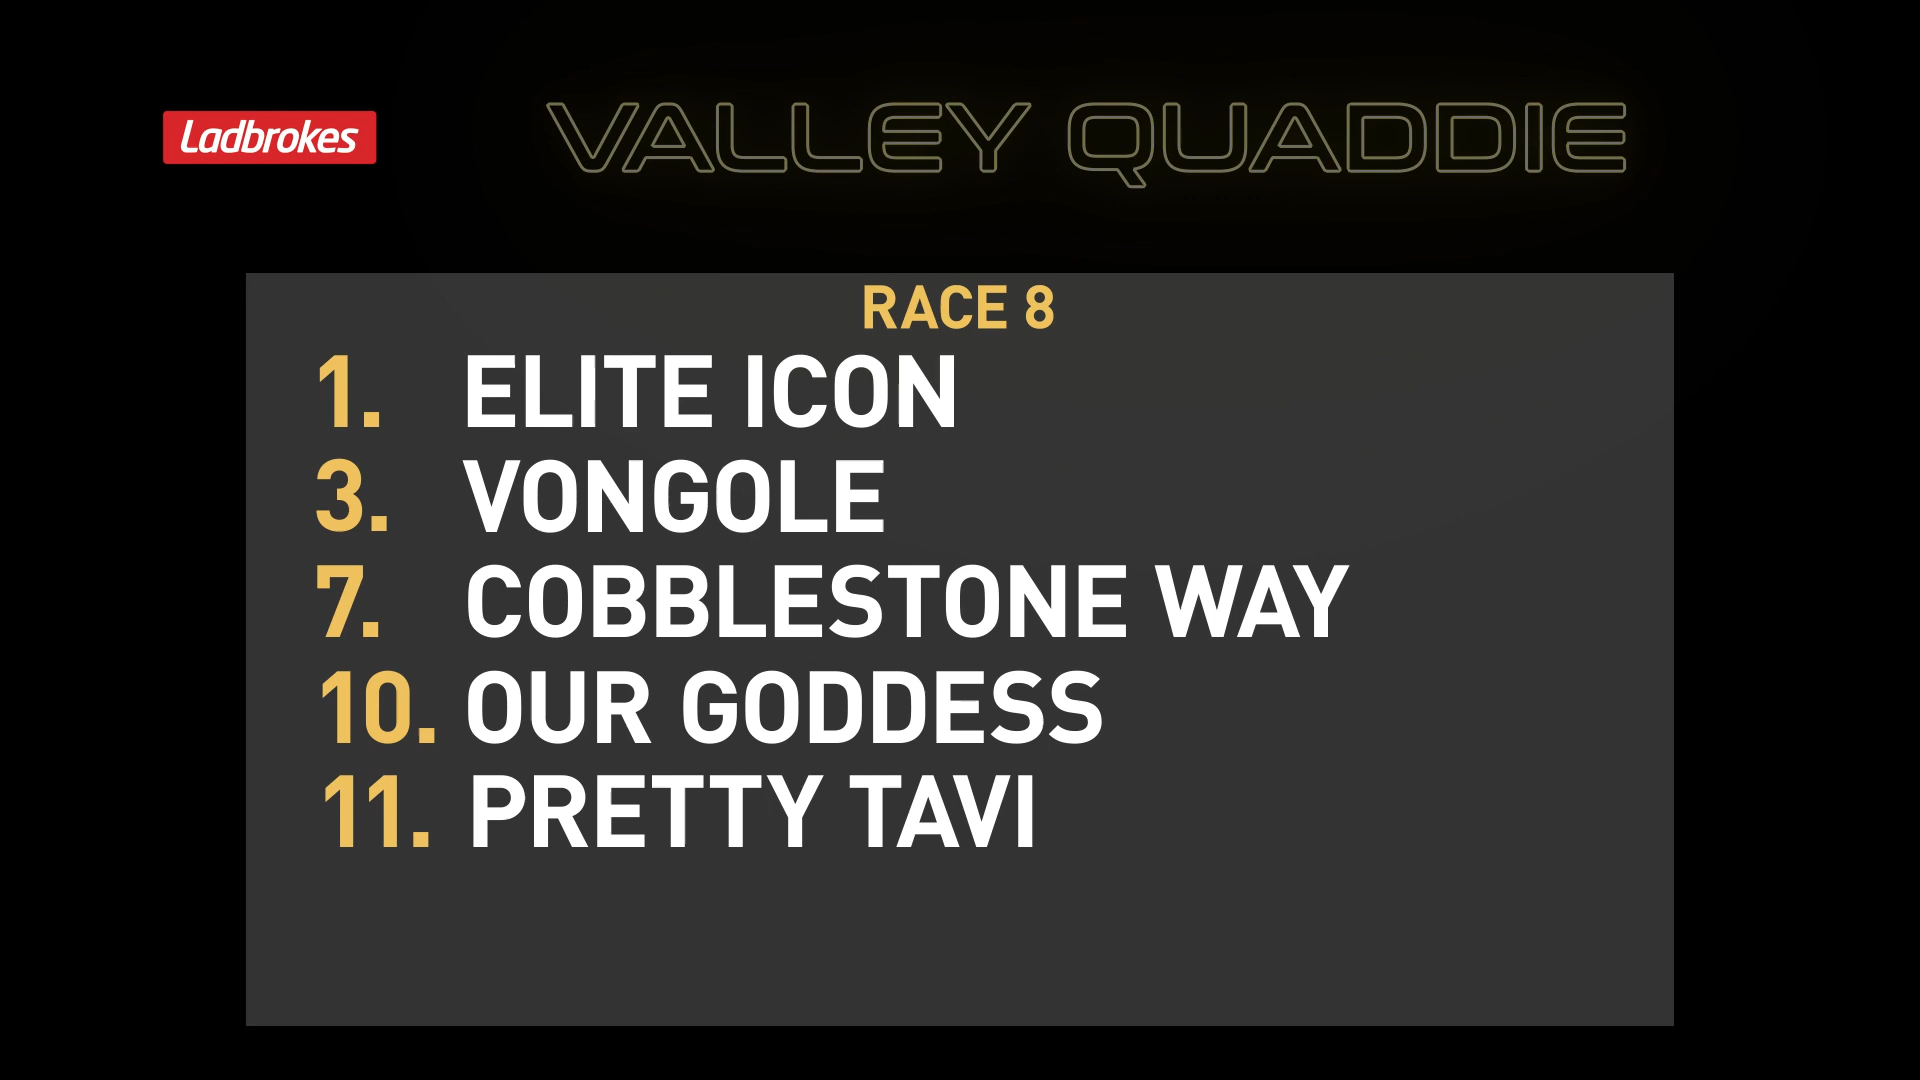 Ladbrokes
VALLEY QUADDIE
RACE 8
1. ELITE ICON
3. VONGOLE
7. COBBLESTONE WAY
10. OUR GODDESS
11. PRETTY TAVI